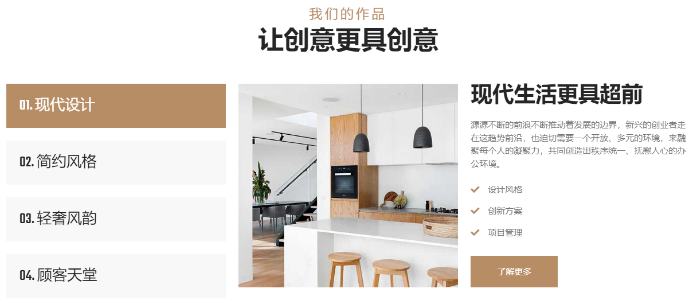 我们的作品
让创意更具创意
01. 现代设计
02. 简约风格
03. 轻奢风韵
04. 顾客天堂
现代生活更具超前
源源不断的前浪不断推动着发展的边界，新兴的创业者走
在这趋势前沿，也迫切需要一个开放、多元的环境，来融
聚每个人的凝聚力，共同创造出秩序统一、抚慰人心的办
公环境。
设计风格
创新方案
项目管理
了解更多